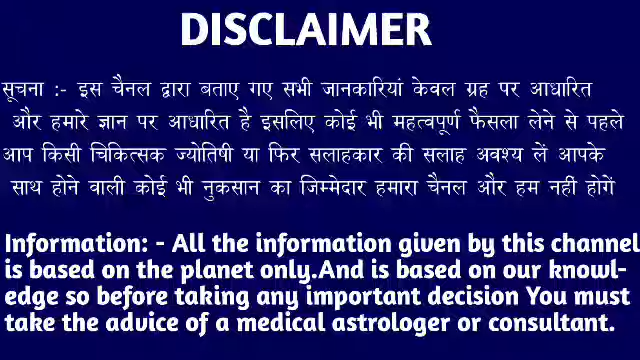 DISCLAIMER
सूचना :- इस चैनल द्वारा बताए गए सभी जानकारियां केवल ग्रह पर आधारित
और हमारे ज्ञान पर आधारित है इसलिए कोई भी महत्वपूर्ण फैसला लेने से पहले
आप किसी चिकित्सक ज्योतिषी या फिर सलाहकार की सलाह अवश्य लें आपके
साथ होने वाली कोई भी नुकसान का जिम्मेदार हमारा चैनल और हम नहीं होगें
Information: - All the information given by this channel
is based on the planet only.And is based on our knowl-
edge so before taking any important decision You must
take the advice of a medical astrologer or consultant.